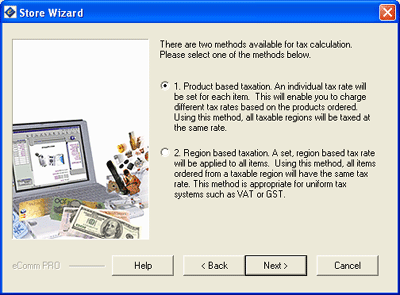 Store Wizard
There are two methods available for tax calculation.
Please select one of the methods below.
1. Product based taxation. An individual tax rate will
be set for each item.  This will enable you to charge
different tax rates based on the products ordered.
Using this method, all taxable regions will be taxed at
the same rate.
2. Region based taxation. A set, region based tax rate
will be applied to all items.  Using this method, all items
ordered from a taxable region will have the same tax
rate. This method is appropriate for uniform tax
systems such as VAT or GST.
eComm PRO
Help
< Back
Next >
Cancel